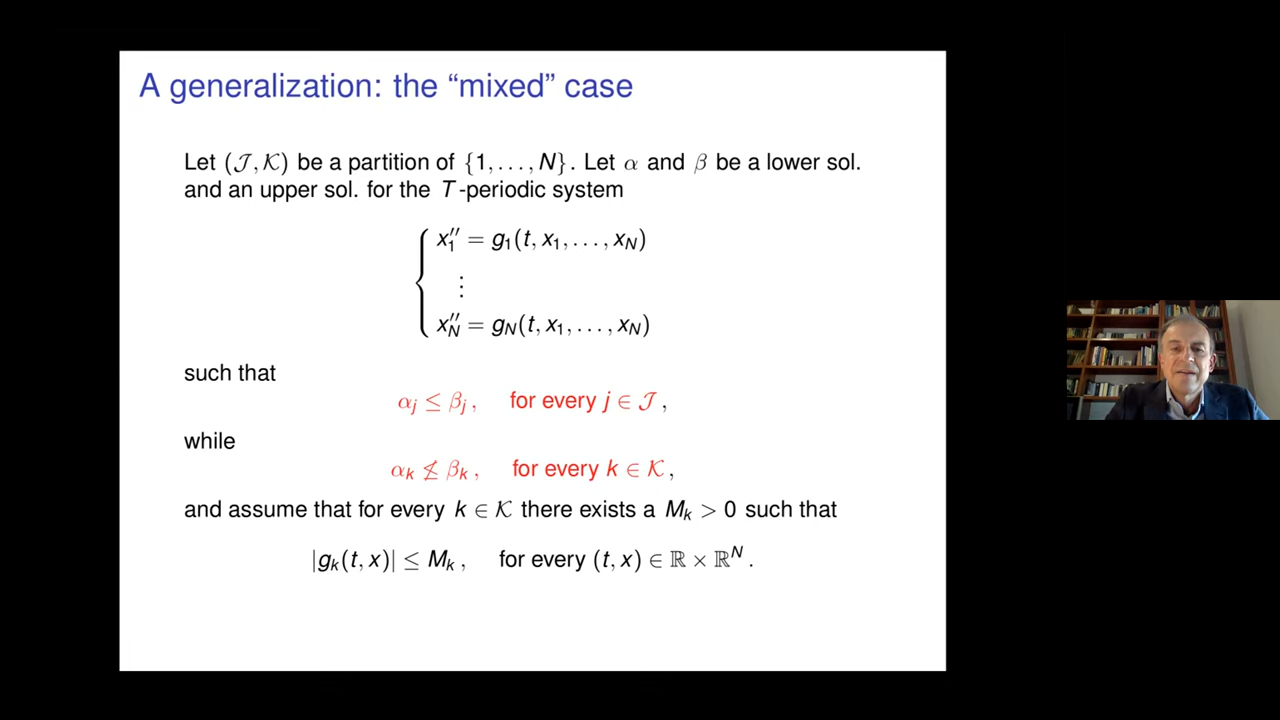 A generalization: the “mixed” case
Let (𝒥, 𝒦) be a partition of {1, . . . , N}. Let α and β be a lower sol.
and an upper sol. for the T-periodic system
x₁″ = g₁(t, x₁, . . . , x_N)
⋮
x_N″ = g_N(t, x₁, . . . , x_N)
such that
α_j ≤ β_j ,   for every j ∈ 𝒥 ,
while
α_k ≰ β_k ,   for every k ∈ 𝒦 ,
and assume that for every k ∈ 𝒦 there exists a M_k > 0 such that
|g_k(t, x)| ≤ M_k ,   for every (t, x) ∈ ℝ × ℝᴺ .